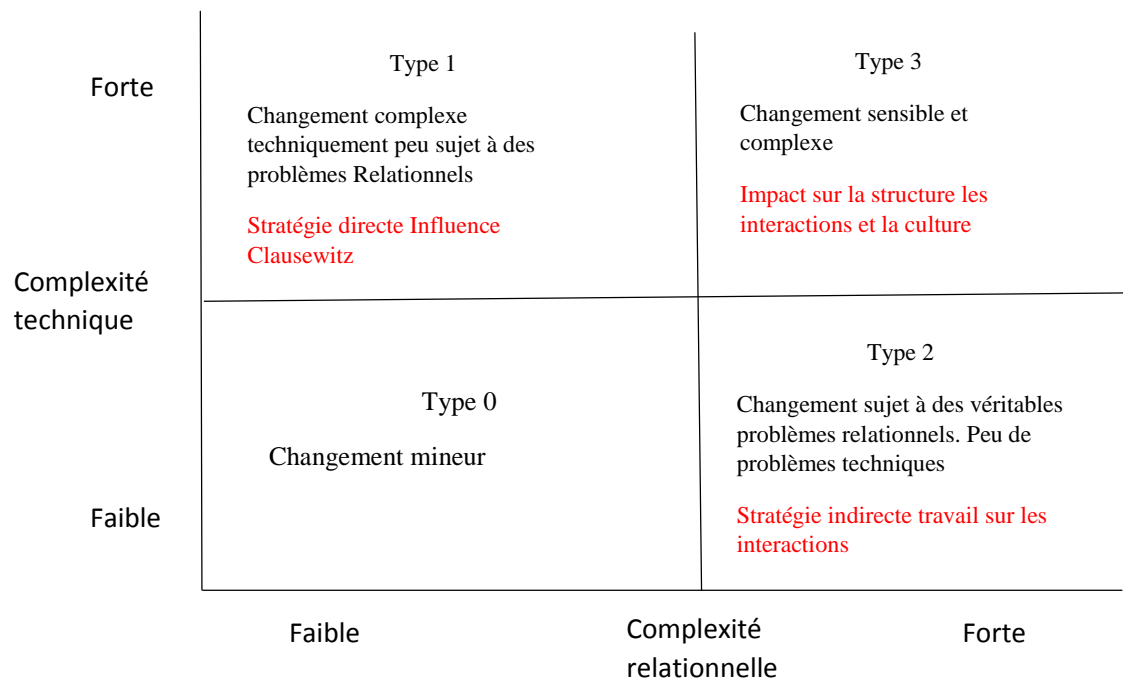 Forte
Type 1
Changement complexe
techniquement peu sujet à des
problèmes Relationnels
Stratégie directe Influence
Clausewitz
Type 3
Changement sensible et
complexe
Impact sur la structure les
interactions et la culture
Complexité
technique
Type 0
Changement mineur
Type 2
Changement sujet à des véritables
problèmes relationnels. Peu de
problèmes techniques
Stratégie indirecte travail sur les
interactions
Faible
Faible
Complexité
relationnelle
Forte